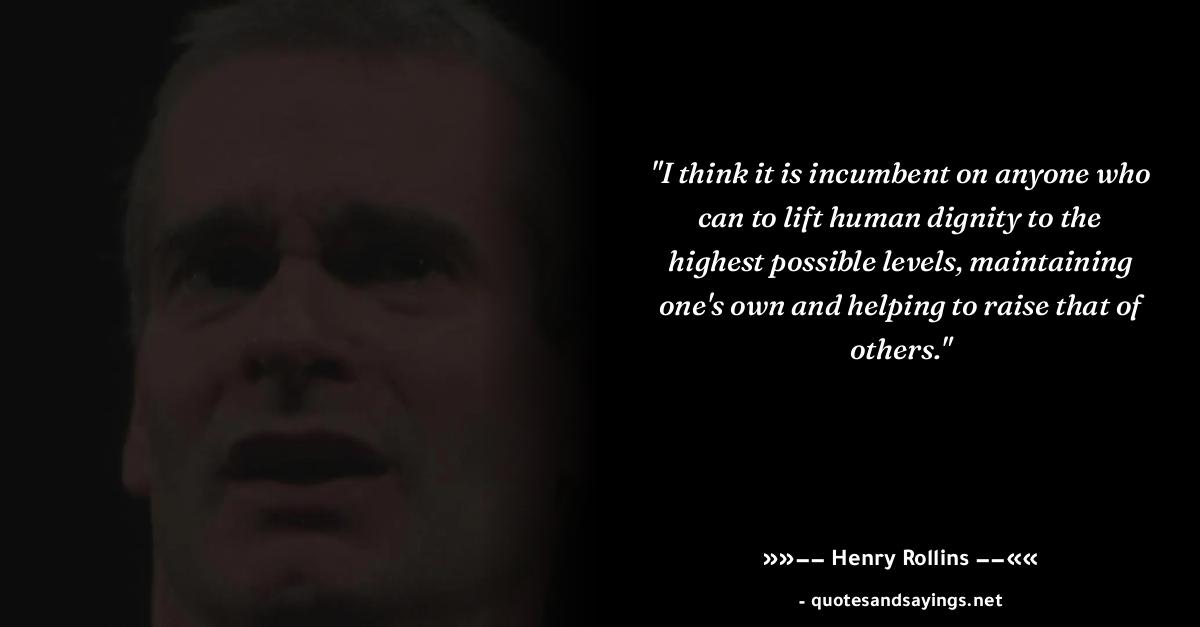 "I think it is incumbent on anyone who
can to lift human dignity to the
highest possible levels, maintaining
one's own and helping to raise that of
others."
»»–– Henry Rollins ––««
- quotesandsayings.net